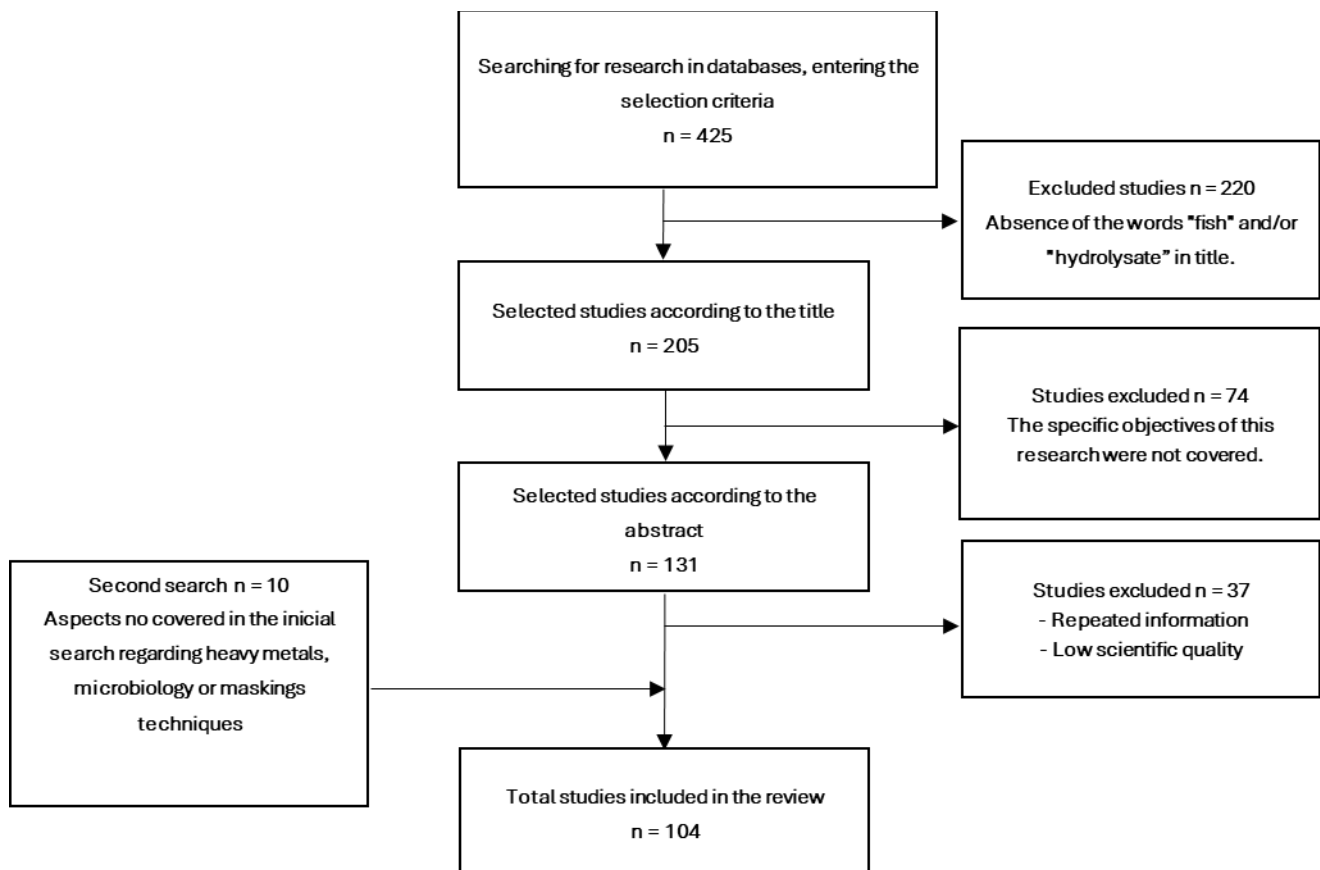 Searching for research in databases, entering the
selection criteria
n = 425
Excluded studies n = 220
Absence of the words "fish" and/or
"hydrolysate” in title.
Selected studies according to the title
n = 205
Studies excluded n = 74
The specific objectives of this
research were not covered.
Selected studies according to the
abstract
n = 131
Second search n = 10
Aspects no covered in the inicial
search regarding heavy metals,
microbiology or maskings
techniques
Studies excluded n = 37
- Repeated information
- Low scientific quality
Total studies included in the review
n = 104